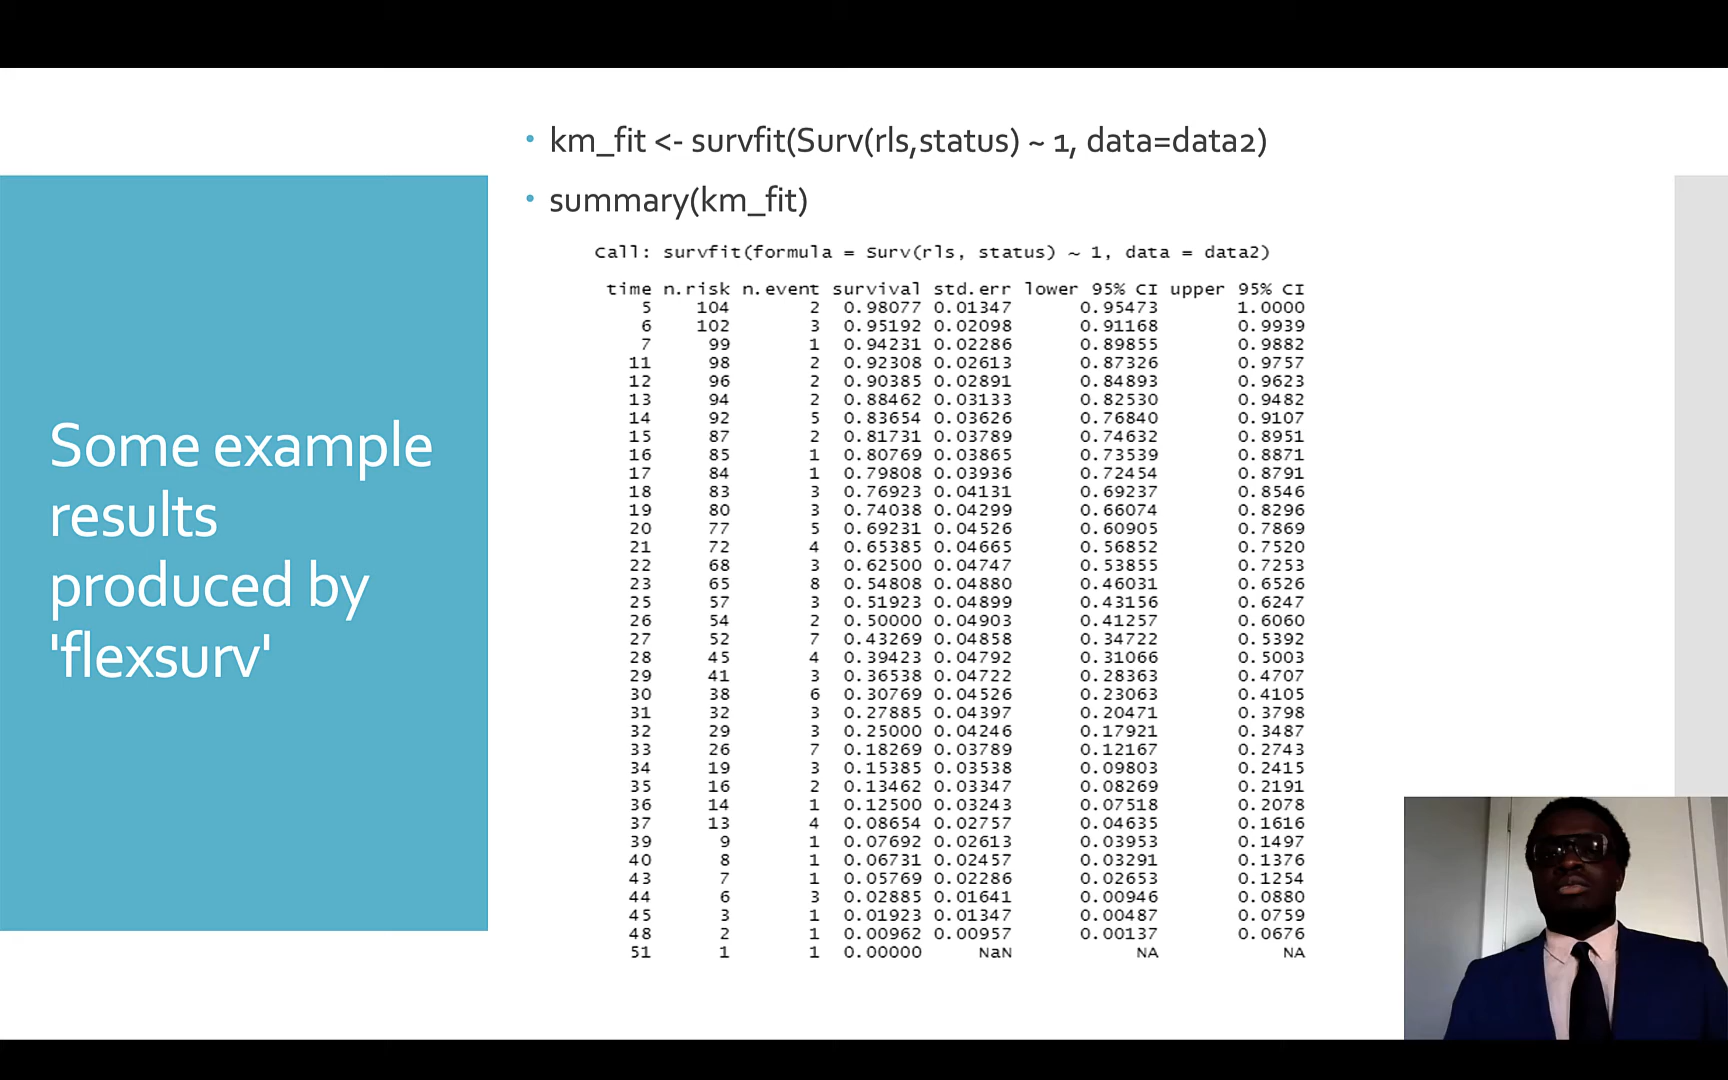 Some example
results
produced by
'flexsurv'
km_fit <- survfit(Surv(rls,status) ~ 1, data=data2)
summary(km_fit)
Call: survfit(formula = Surv(rls, status) ~ 1, data = data2)
time n.risk n.event survival std.err lower 95% CI upper 95% CI
5 104 2 0.98077 0.01347 0.95473 1.0000
6 102 3 0.95192 0.02098 0.91168 0.9939
7 99 1 0.94231 0.02286 0.89855 0.9882
11 98 2 0.92308 0.02613 0.87326 0.9757
12 96 2 0.90385 0.02891 0.84893 0.9623
13 94 2 0.88462 0.03133 0.82530 0.9482
14 92 5 0.83654 0.03626 0.76840 0.9107
15 87 2 0.81731 0.03789 0.74632 0.8951
16 85 1 0.80769 0.03865 0.73539 0.8871
17 84 1 0.79808 0.03936 0.72454 0.8791
18 83 3 0.76923 0.04131 0.69237 0.8546
19 80 3 0.74038 0.04299 0.66074 0.8296
20 77 5 0.69231 0.04526 0.60905 0.7869
21 72 4 0.65385 0.04665 0.56852 0.7520
22 68 3 0.62500 0.04747 0.53855 0.7253
23 65 8 0.54808 0.04880 0.46031 0.6526
25 57 3 0.51923 0.04899 0.43156 0.6247
26 54 2 0.50000 0.04903 0.41257 0.6060
27 52 7 0.43269 0.04858 0.34722 0.5392
28 45 4 0.39423 0.04792 0.31066 0.5003
29 41 3 0.36538 0.04722 0.28363 0.4707
30 38 6 0.30769 0.04526 0.23063 0.4105
31 32 3 0.27885 0.04397 0.20471 0.3798
32 29 3 0.25000 0.04246 0.17921 0.3487
33 26 7 0.18269 0.03789 0.12167 0.2743
34 19 3 0.15385 0.03538 0.09803 0.2415
35 16 2 0.13462 0.03347 0.08269 0.2191
36 14 1 0.12500 0.03243 0.07518 0.2078
37 13 4 0.08654 0.02757 0.04635 0.1616
39 9 1 0.07692 0.02613 0.03953 0.1497
40 8 1 0.06731 0.02457 0.03291 0.1376
43 7 1 0.05769 0.02286 0.02653 0.1254
44 6 3 0.02885 0.01641 0.00946 0.0880
45 3 1 0.01923 0.01347 0.00487 0.0759
48 2 1 0.00962 0.00957 0.00137 0.0676
51 1 1 0.00000 NaN NA NA